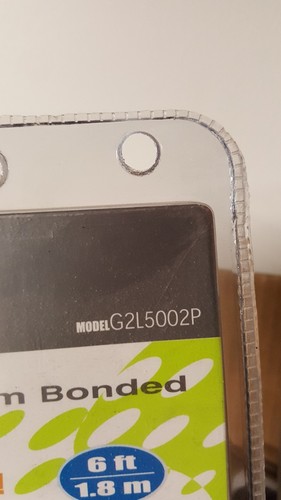 MODEL G2L5002P
m Bonded
6 ft
1.8 m
!